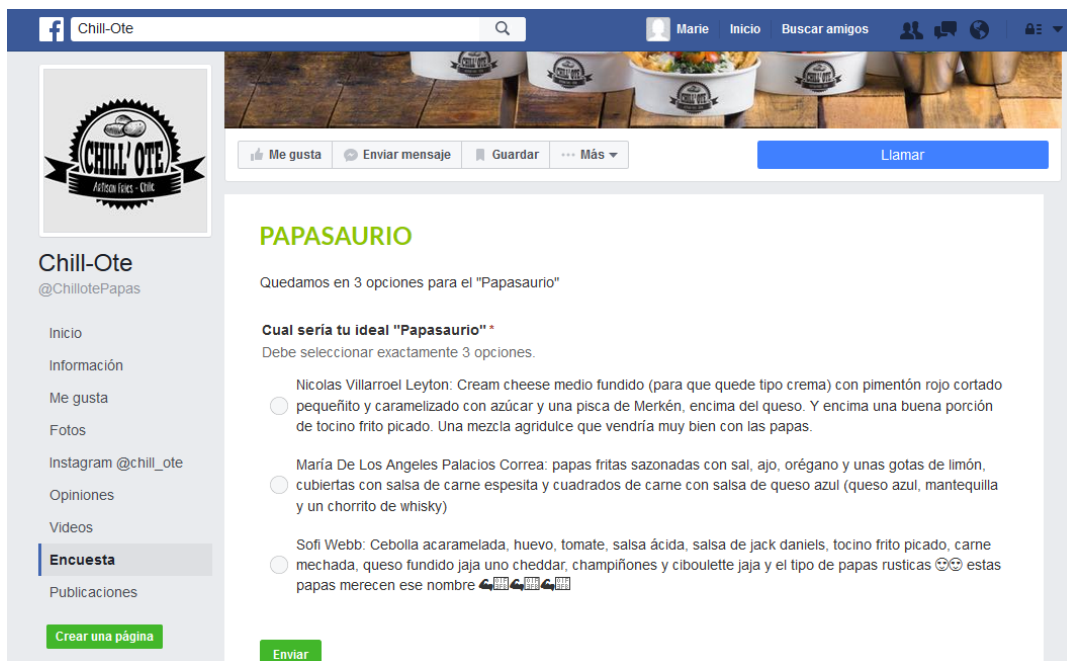 Chill-Ote
Marie
Inicio
Buscar amigos
CHILL'OTE
CHILL'OTE
CHILL'OTE
CHILL'OTE
CHILL'OTE
Artisan Fries - Chile
Me gusta
Enviar mensaje
Guardar
··· Más
Llamar
Chill-Ote
@ChillotePapas
Inicio
Información
Me gusta
Fotos
Instagram @chill_ote
Opiniones
Videos
Encuesta
Publicaciones
Crear una página
PAPASAURIO
Quedamos en 3 opciones para el "Papasaurio"
Cual sería tu ideal "Papasaurio"*
Debe seleccionar exactamente 3 opciones.
Nicolas Villarroel Leyton: Cream cheese medio fundido (para que quede tipo crema) con pimentón rojo cortado
pequeñito y caramelizado con azúcar y una pisca de Merkén, encima del queso. Y encima una buena porción
de tocino frito picado. Una mezcla agridulce que vendría muy bien con las papas.
María De Los Angeles Palacios Correa: papas fritas sazonadas con sal, ajo, orégano y unas gotas de limón,
cubiertas con salsa de carne espesita y cuadrados de carne con salsa de queso azul (queso azul, mantequilla
y un chorrito de whisky)
Sofi Webb: Cebolla acaramelada, huevo, tomate, salsa ácida, salsa de jack daniels, tocino frito picado, carne
mechada, queso fundido jaja uno cheddar, champiñones y ciboulette jaja y el tipo de papas rusticas 😍😍 estas
papas merecen ese nombre 💪
Enviar